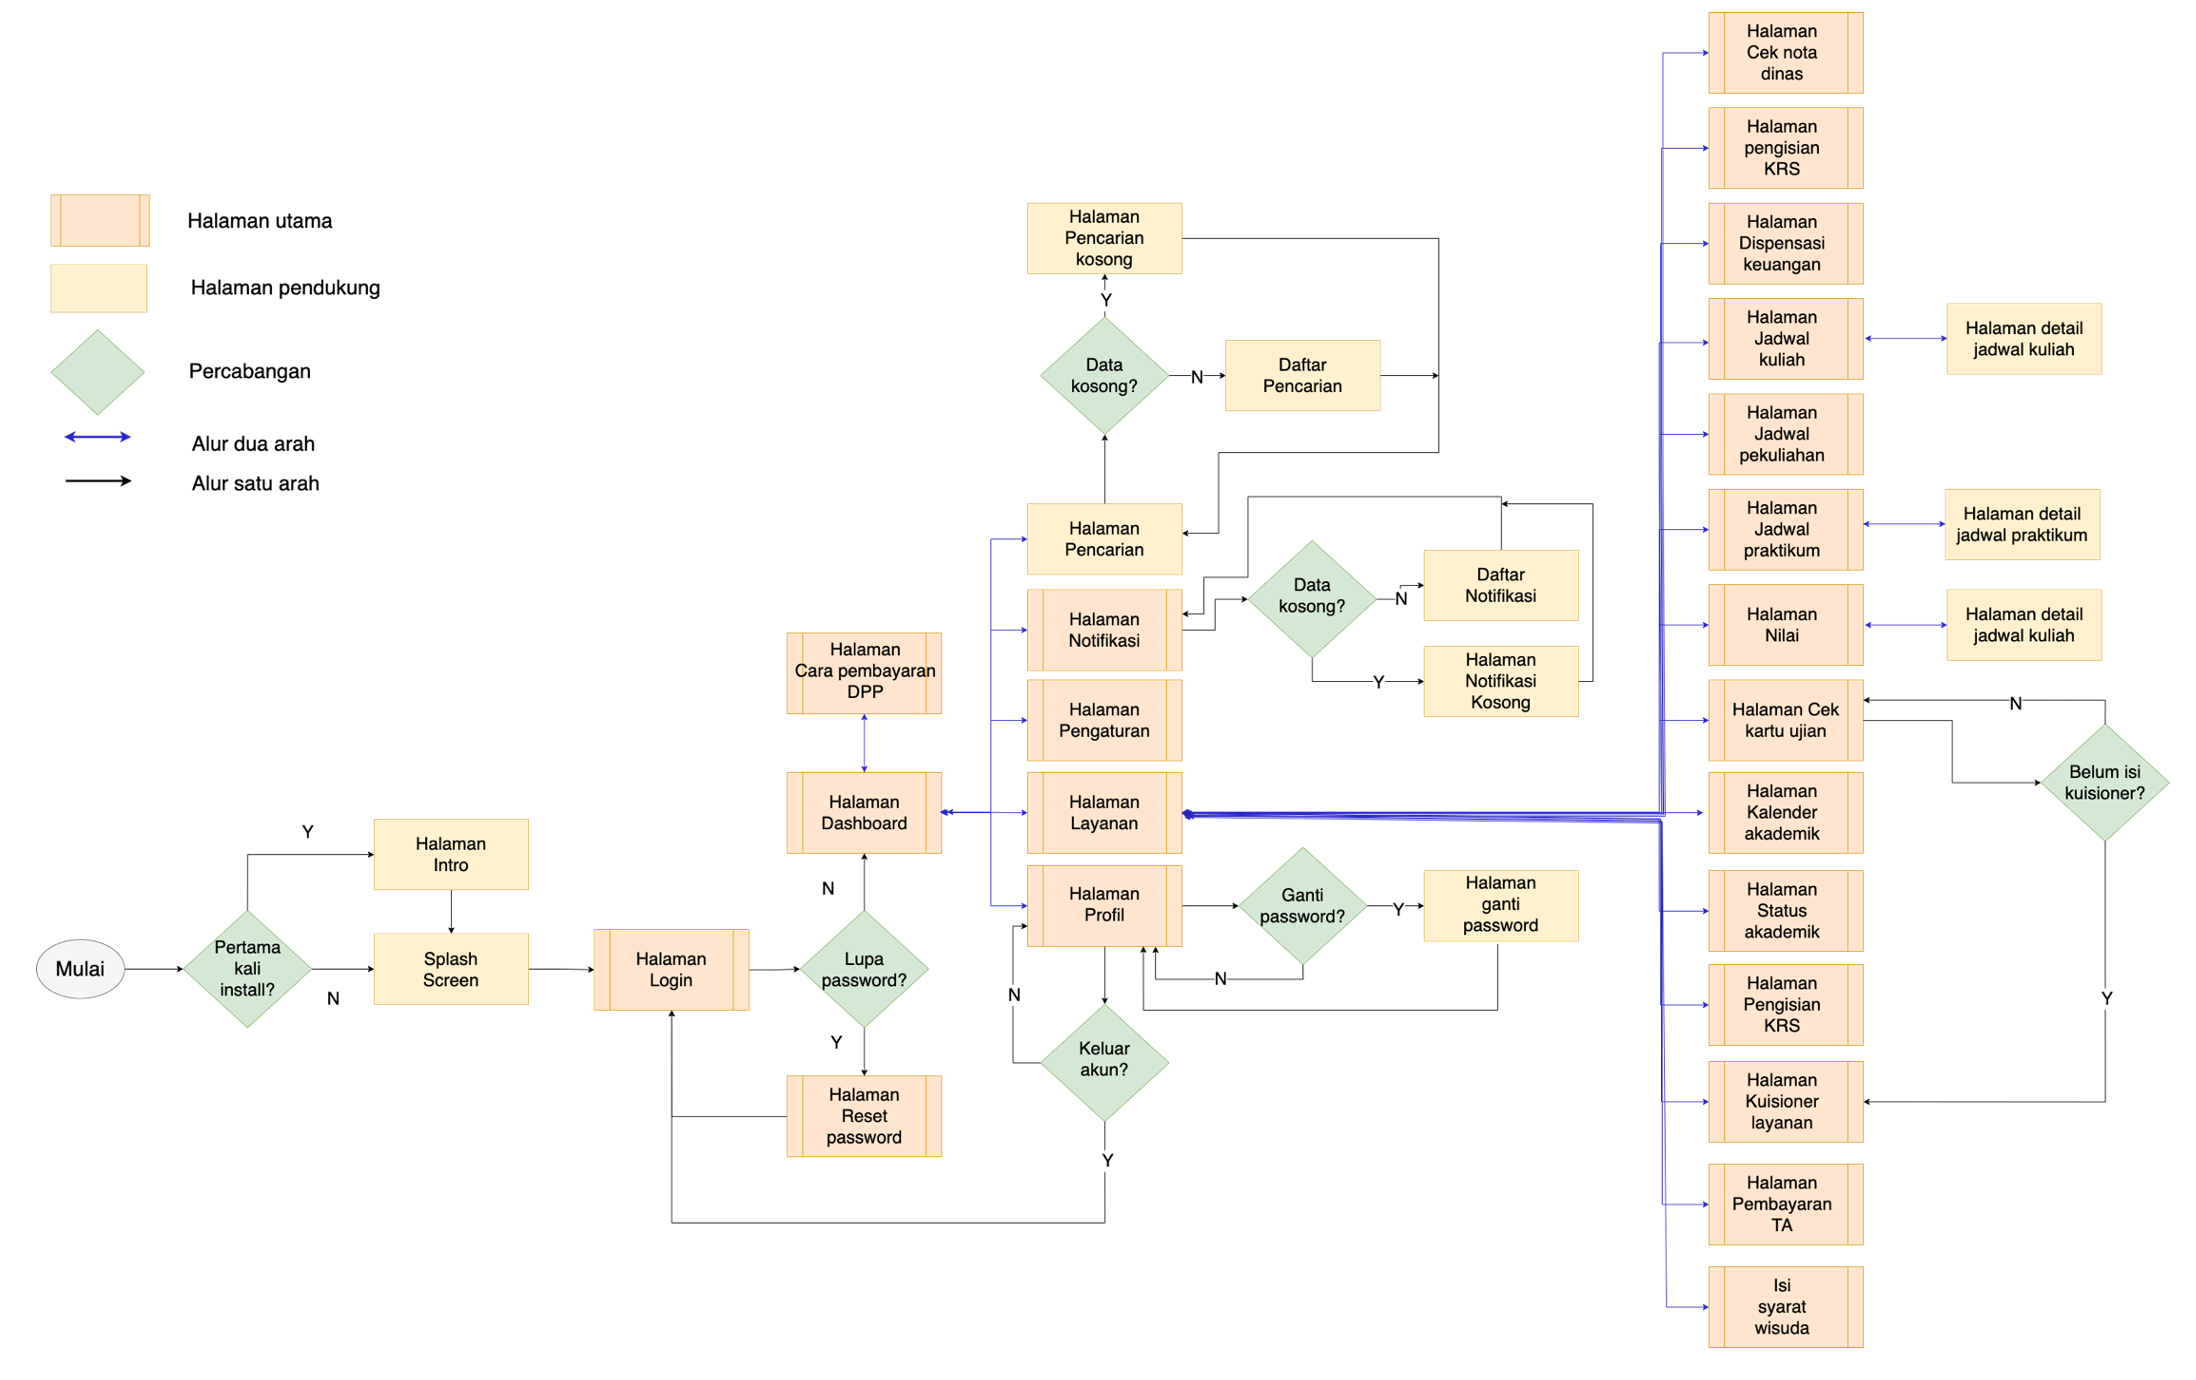 Halaman utama
Halaman pendukung
Percabangan
Alur dua arah
Alur satu arah
Mulai
Pertama
kali
install?
Y
N
Halaman
Intro
Splash
Screen
Halaman
Login
Lupa
password?
N
Y
Halaman
Reset
password
Halaman
Dashboard
Halaman
Cara pembayaran
DPP
Halaman
Pencarian
kosong
Y
Data
kosong?
N
Daftar
Pencarian
Halaman
Pencarian
Halaman
Notifikasi
Data
kosong?
N
Daftar
Notifikasi
Y
Halaman
Notifikasi
Kosong
Halaman
Pengaturan
Halaman
Layanan
Halaman
Profil
Ganti
password?
Y
Halaman
ganti
password
N
N
Keluar
akun?
Y
Halaman
Cek nota
dinas
Halaman
pengisian
KRS
Halaman
Dispensasi
keuangan
Halaman
Jadwal
kuliah
Halaman detail
jadwal kuliah
Halaman
Jadwal
pekuliahan
Halaman
Jadwal
praktikum
Halaman detail
jadwal praktikum
Halaman
Nilai
Halaman detail
jadwal kuliah
Halaman Cek
kartu ujian
N
Belum isi
kuisioner?
Y
Halaman
Kalender
akademik
Halaman
Status
akademik
Halaman
Pengisian
KRS
Halaman
Kuisioner
layanan
Halaman
Pembayaran
TA
Isi
syarat
wisuda